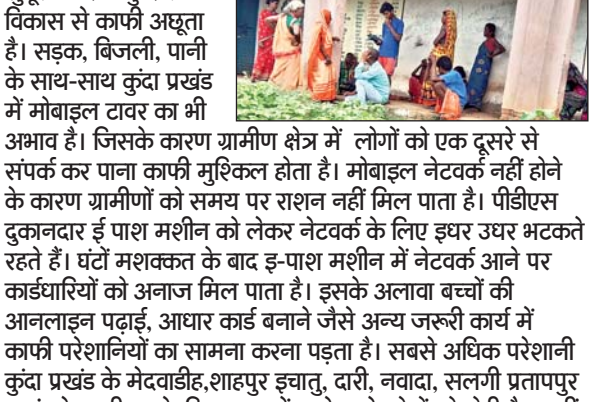 विकास से काफी अछूता
है। सड़क, बिजली, पानी
के साथ-साथ कुंदा प्रखंड
में मोबाइल टावर का भी
अभाव है। जिसके कारण ग्रामीण क्षेत्र में लोगों को एक दूसरे से
संपर्क कर पाना काफी मुश्किल होता है। मोबाइल नेटवर्क नहीं होने
के कारण ग्रामीणों को समय पर राशन नहीं मिल पाता है। पीडीएस
दुकानदार ई पाश मशीन को लेकर नेटवर्क के लिए इधर उधर भटकते
रहते हैं। घंटों मशक्कत के बाद इ-पाश मशीन में नेटवर्क आने पर
कार्डधारियों को अनाज मिल पाता है। इसके अलावा बच्चों की
आनलाइन पढ़ाई, आधार कार्ड बनाने जैसे अन्य जरूरी कार्य में
काफी परेशानियों का सामना करना पड़ता है। सबसे अधिक परेशानी
कुंदा प्रखंड के मेदवाडीह,शाहपुर इचातु, दारी, नवादा, सलगी प्रतापपुर